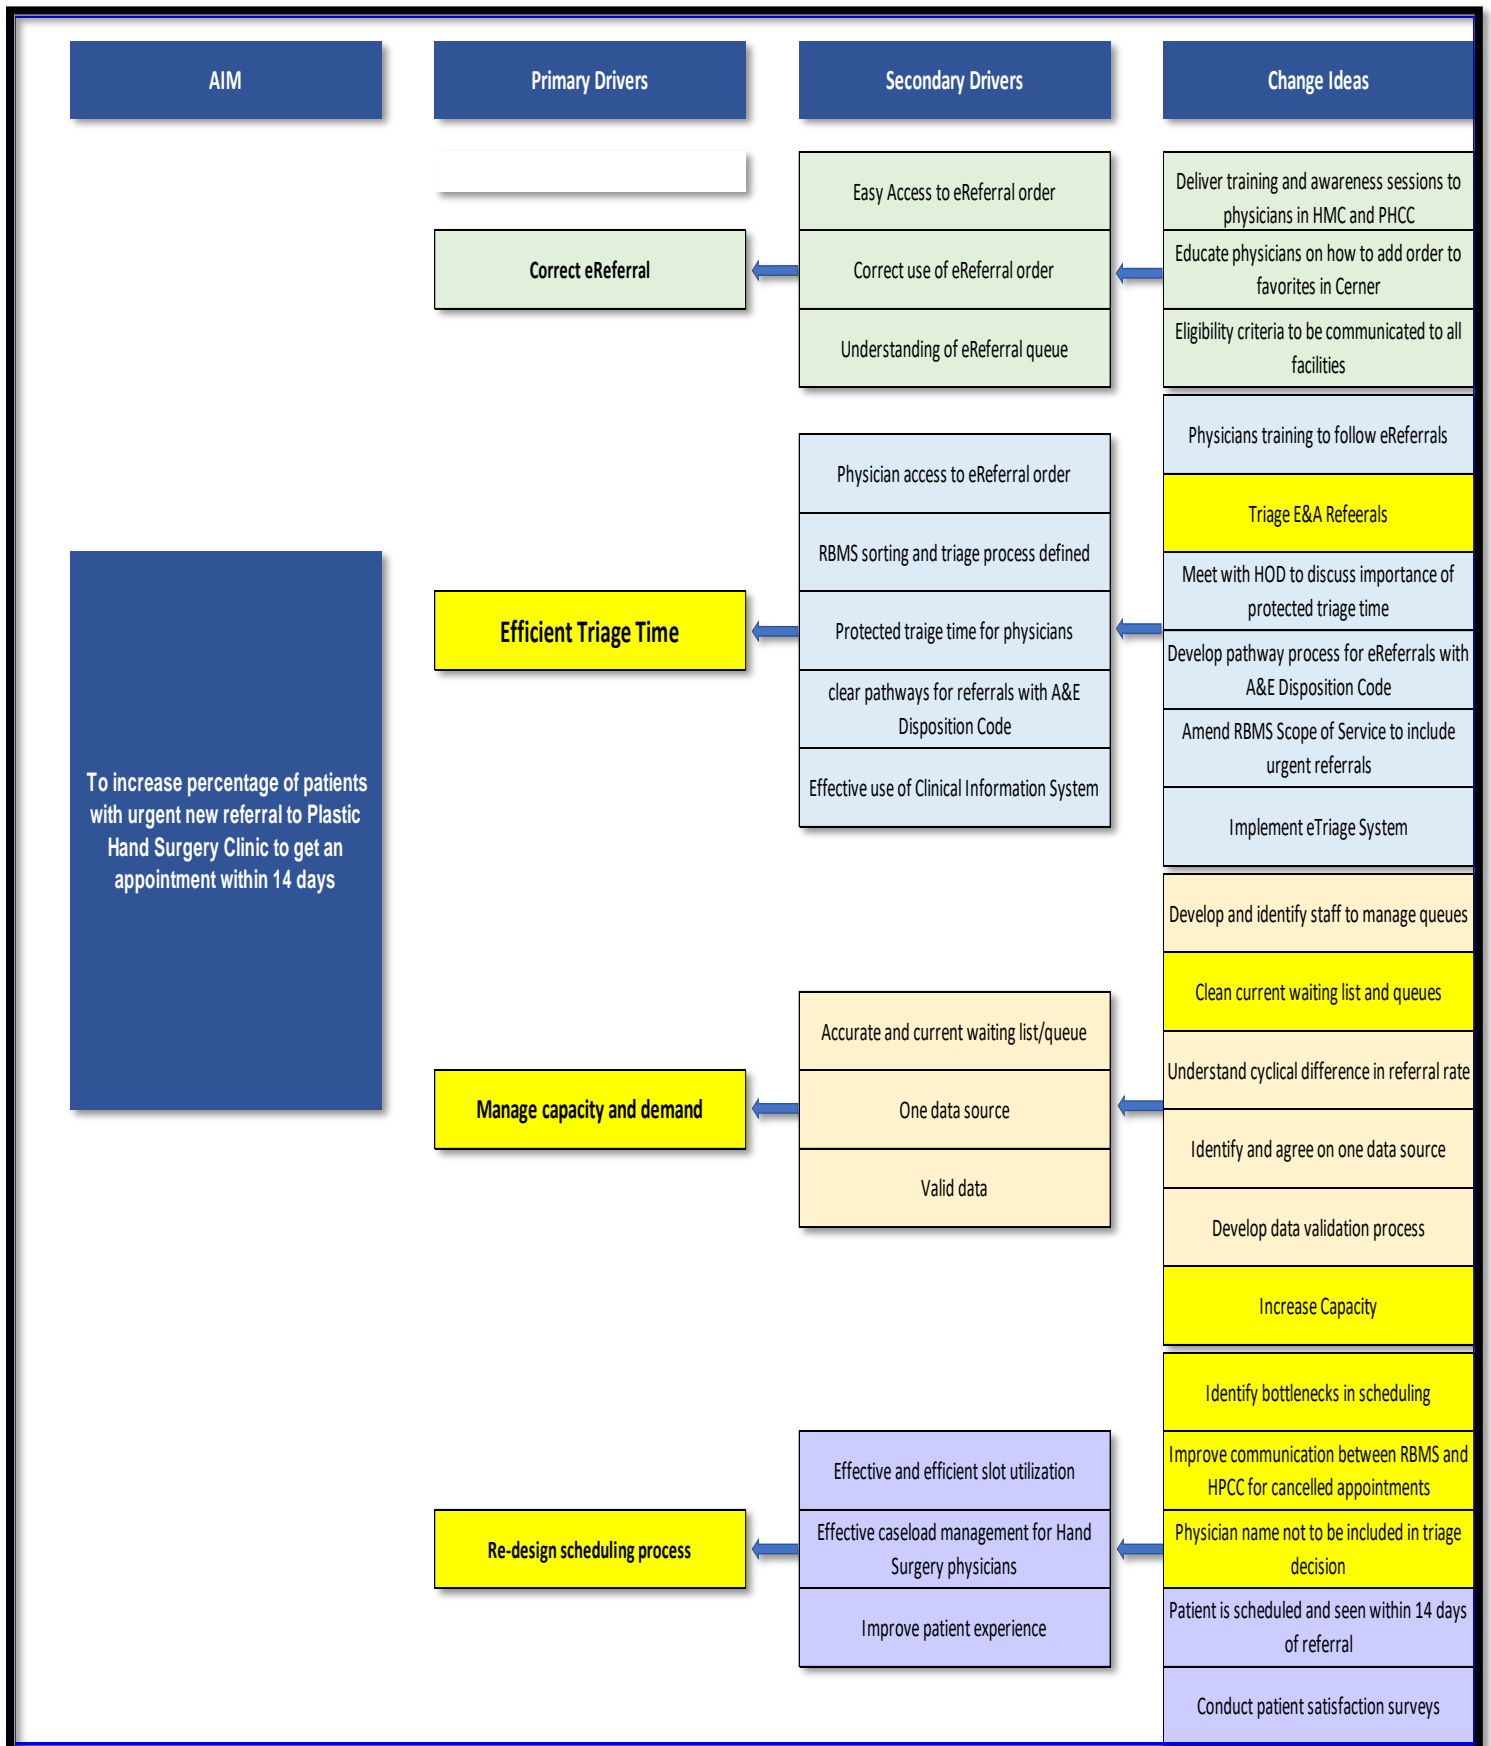 AIM
Primary Drivers
Secondary Drivers
Change Ideas
Easy Access to eReferral order
Deliver training and awareness sessions to
physicians in HMC and PHCC
Correct eReferral
Correct use of eReferral order
Educate physicians on how to add order to
favorites in Cerner
Understanding of eReferral queue
Eligibility criteria to be communicated to all
facilities
Physicians training to follow eReferrals
Physician access to eReferral order
Triage E&A Refeerals
RBMS sorting and triage process defined
Meet with HOD to discuss importance of
protected triage time
Efficient Triage Time
Protected traige time for physicians
Develop pathway process for eReferrals with
A&E Disposition Code
clear pathways for referrals with A&E
Disposition Code
Amend RBMS Scope of Service to include
urgent referrals
Effective use of Clinical Information System
Implement eTriage System
To increase percentage of patients
with urgent new referral to Plastic
Hand Surgery Clinic to get an
appointment within 14 days
Develop and identify staff to manage queues
Clean current waiting list and queues
Accurate and current waiting list/queue
Understand cyclical difference in referral rate
Manage capacity and demand
One data source
Identify and agree on one data source
Valid data
Develop data validation process
Increase Capacity
Identify bottlenecks in scheduling
Effective and efficient slot utilization
Improve communication between RBMS and
HPCC for cancelled appointments
Re-design scheduling process
Effective caseload management for Hand
Surgery physicians
Physician name not to be included in triage
decision
Improve patient experience
Patient is scheduled and seen within 14 days
of referral
Conduct patient satisfaction surveys